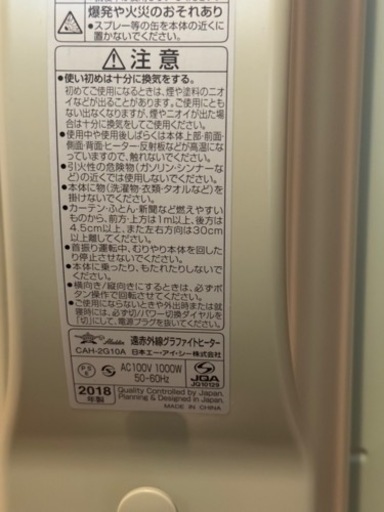 爆発や火災のおそれあり
●スプレー等の缶を本体の近くに
置かないでください。
注意
●使い初めは十分に換気をする。
初めてご使用になるときは、煙や塗料のニオ
イなどが出ることがあります。ご使用にとも
ない出なくなりますが、煙やニオイが出た場合
は十分に換気をしてご使用ください。
●使用中や使用後しばらくは本体上部・前面・
側面・背面ヒーター・反射板などが高温になっ
ていますので、触れないでください。
●引火性の危険物(ガソリン・シンナーな
ど)の近くでは使わないでください。
●本体に物(洗濯物・衣類・タオルなど)を
掛けないでください。
●カーテン・ふとん・新聞など燃えやすい
ものから、前方・上方は1m以上、後方は
4.5cm以上、また左右方向は30cm
以上離してください。
●首振り運転中、むりやり本体を回した
り停止させないでください。
●本体に乗ったり、もたれたりしないで
ください。
●横向き/縦向きにするときは、必ずボ
タン操作で回転させてください。
●ご使用にならないときや外出時または就
寝時には、必ず切/パワー切換ダイヤルを
「切」にして、電源プラグを抜いてください。
Aladdin 遠赤外線グラファイトヒーター
CAH-2G10A 日本エー・アイ・シー株式会社
PSE
AC100V 1000W
50-60Hz
JQA
JQ10129
2018
年製
Quality Controlled by Japan.
Planning & Designed in Japan.
MADE IN CHINA